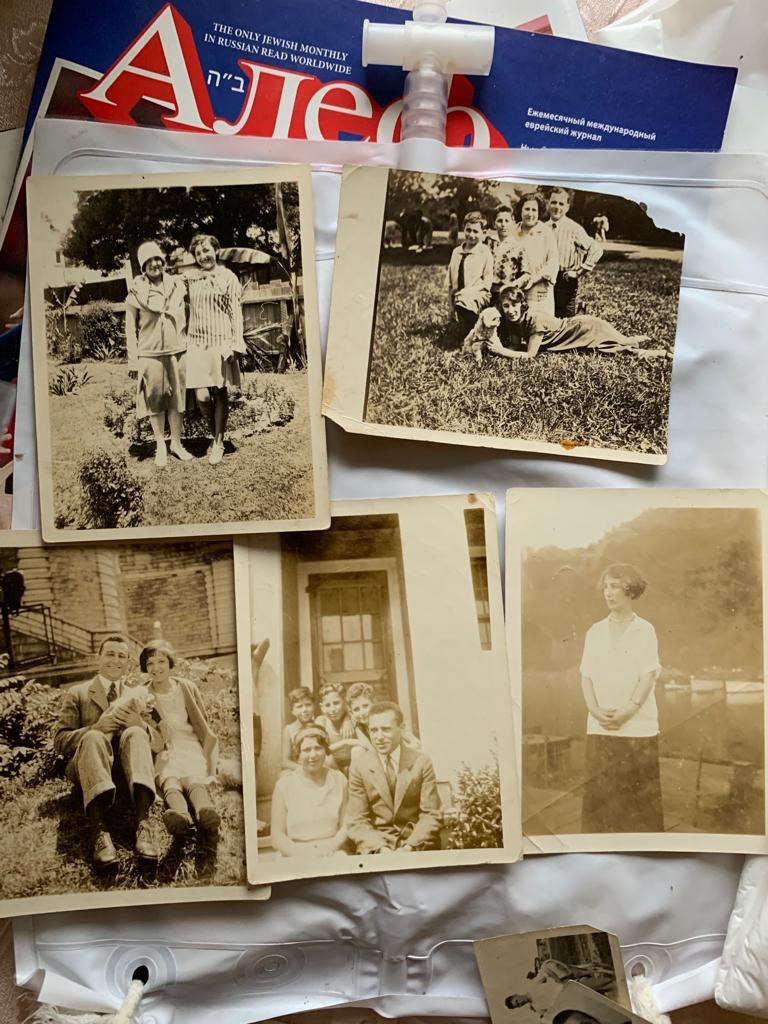 THE ONLY JEWISH MONTHLY
IN RUSSIAN READ WORLDWIDE
ב"ה
Алеф
Ежемесячный международный
еврейский журнал